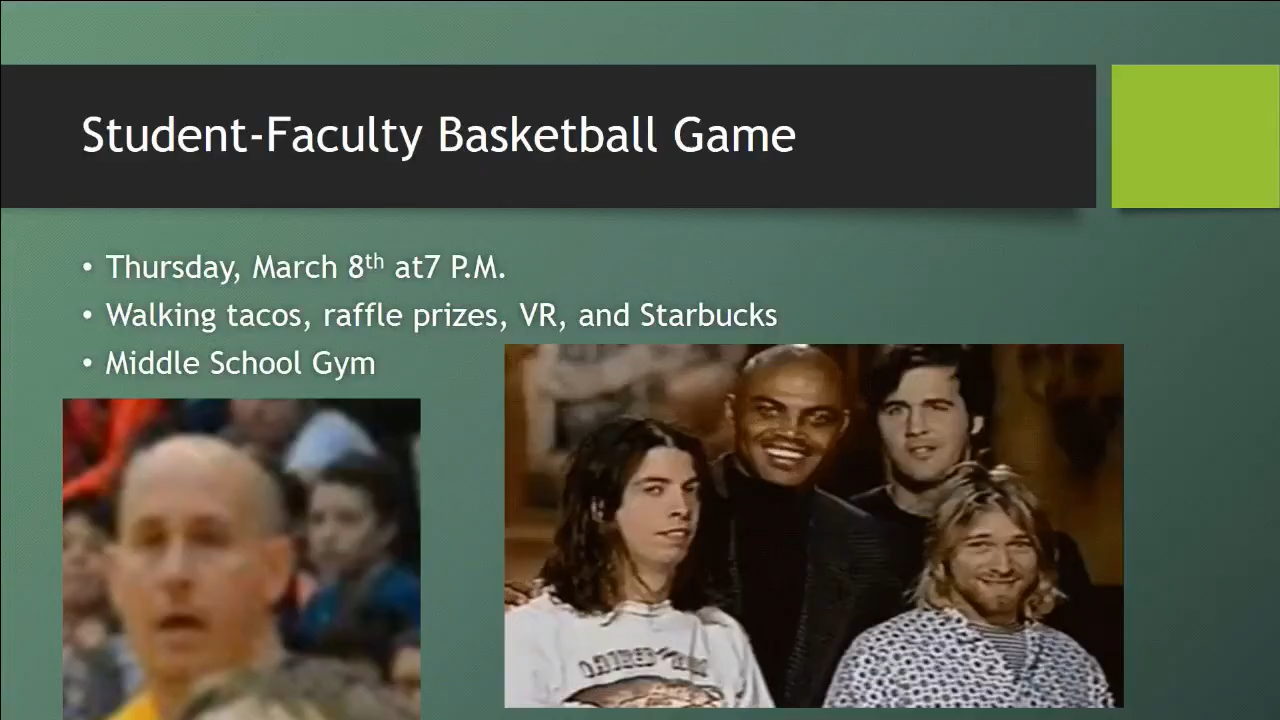 Student-Faculty Basketball Game
• Thursday, March 8th at7 P.M.
• Walking tacos, raffle prizes, VR, and Starbucks
• Middle School Gym